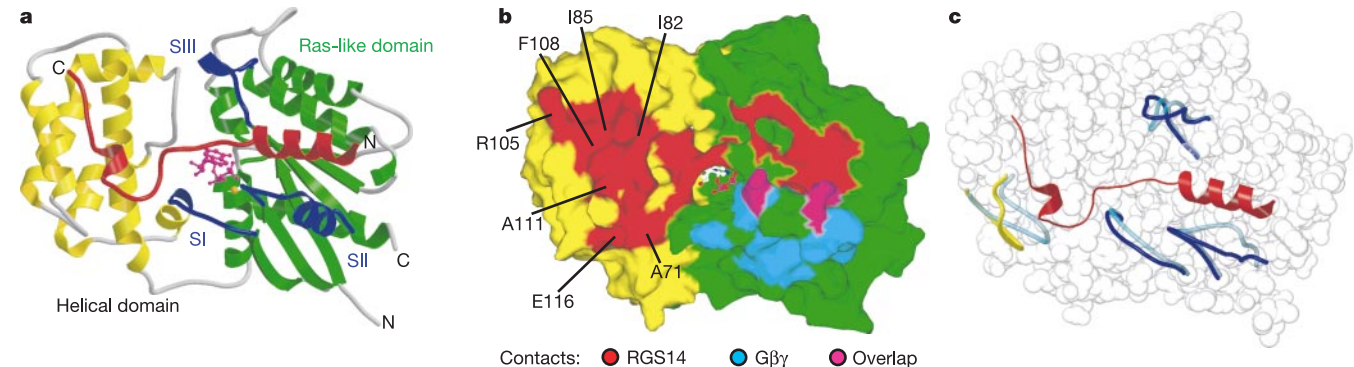 a
SIII
Ras-like domain
C
N
SI
SII
C
Helical domain
N
b
I85
I82
F108
R105
A111
A71
E116
Contacts: RGS14 Gβγ Overlap
c